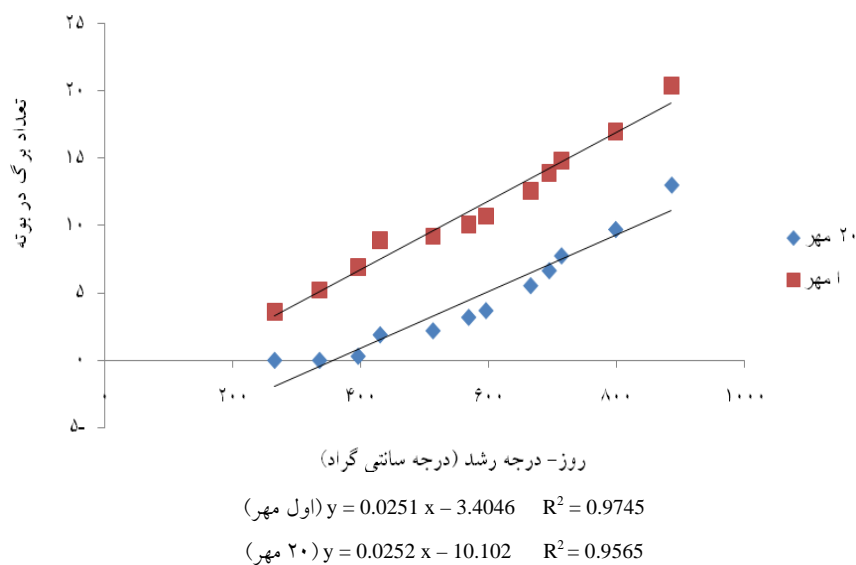 ۲۵
۲۰
۱۵
۱۰
۵
۰
-۵
تعداد برگ در بوته
۰ ۲۰۰ ۴۰۰ ۶۰۰ ۸۰۰ ۱۰۰۰
۲۰ مهر
۱ مهر
روز- درجه رشد (درجه سانتی گراد)
(اول مهر) y = 0.0251 x – 3.4046 R² = 0.9745
(۲۰ مهر) y = 0.0252 x – 10.102 R² = 0.9565